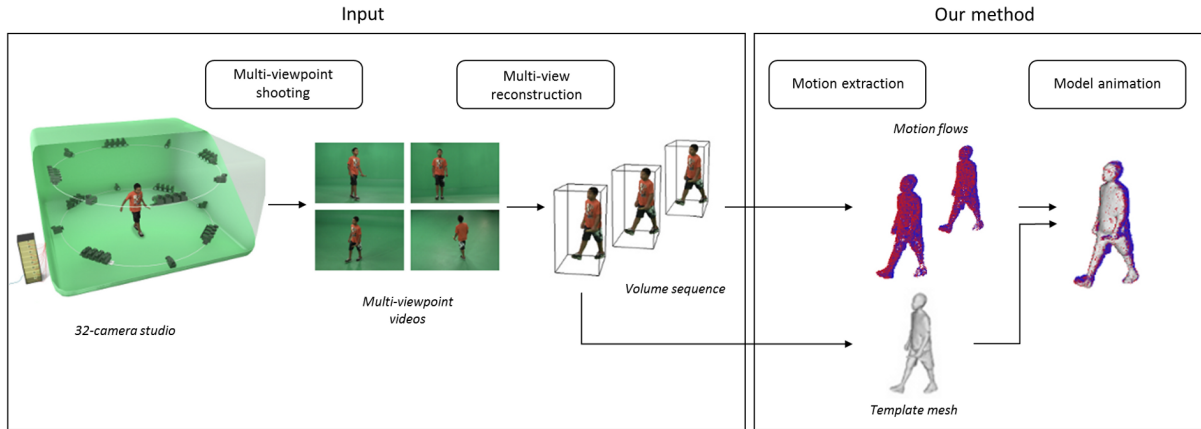 Input
Our method
Multi-viewpoint
shooting
Multi-view
reconstruction
Motion extraction
Model animation
Motion flows
32-camera studio
Multi-viewpoint
videos
Volume sequence
Template mesh